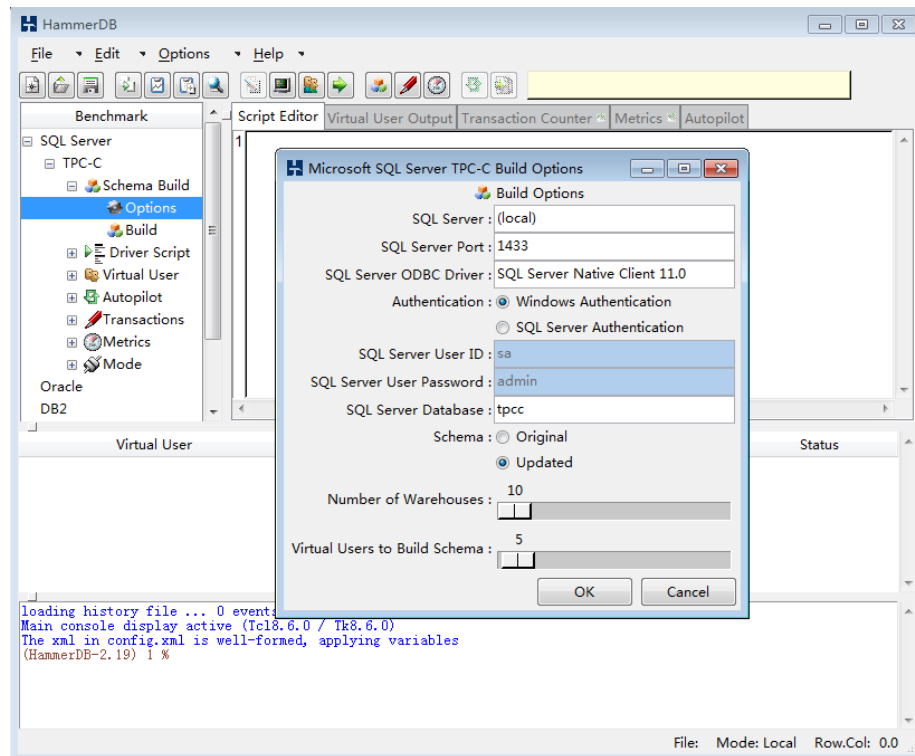 HammerDB
File Edit Options Help
Benchmark
Script Editor Virtual User Output Transaction Counter Metrics Autopilot
SQL Server
TPC-C
Schema Build
Options
Build
Driver Script
Virtual User
Autopilot
Transactions
Metrics
Mode
Oracle
DB2
1
Microsoft SQL Server TPC-C Build Options
Build Options
SQL Server : (local)
SQL Server Port : 1433
SQL Server ODBC Driver : SQL Server Native Client 11.0
Authentication : Windows Authentication
SQL Server Authentication
SQL Server User ID : sa
SQL Server User Password : admin
SQL Server Database : tpcc
Schema : Original
Updated
Number of Warehouses : 10
Virtual Users to Build Schema : 5
OK Cancel
Virtual User Status
loading history file ... 0 events
Main console display active (Tcl8.6.0 / Tk8.6.0)
The xml in config.xml is well-formed, applying variables
(HammerDB-2.19) 1 %
File: Mode: Local Row.Col: 0.0